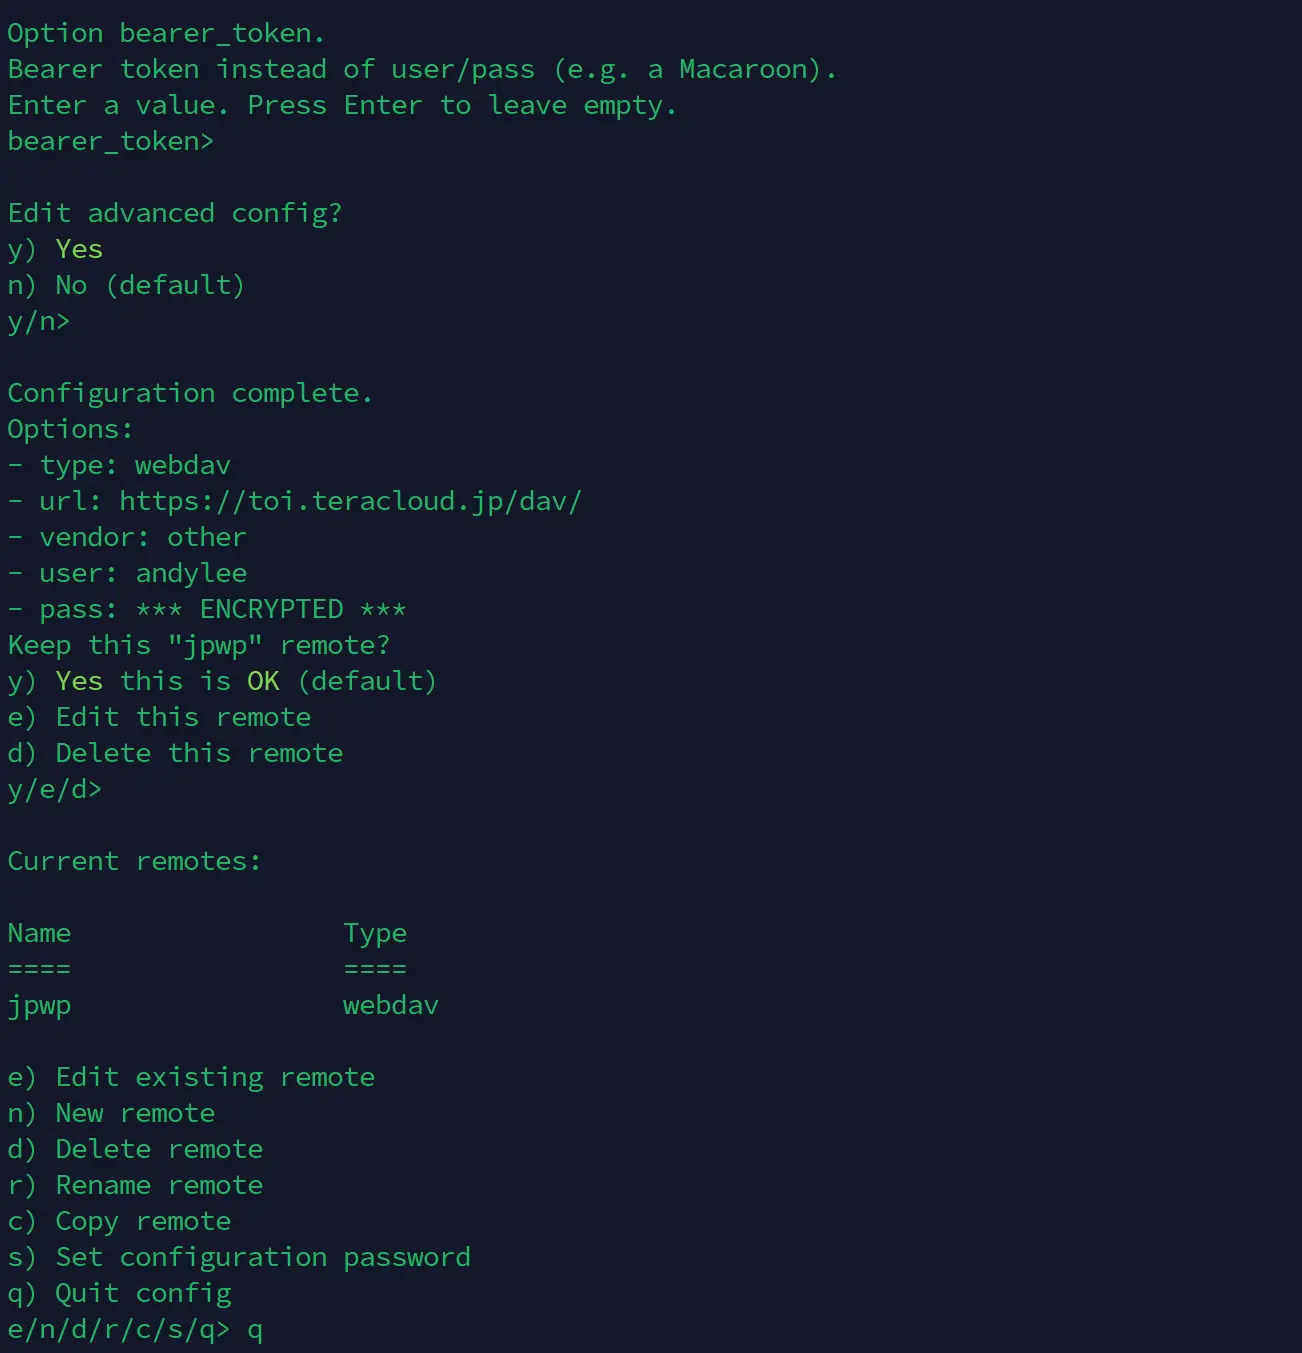 Option bearer_token.
Bearer token instead of user/pass (e.g. a Macaroon).
Enter a value. Press Enter to leave empty.
bearer_token>
Edit advanced config?
y) Yes
n) No (default)
y/n>
Configuration complete.
Options:
- type: webdav
- url: https://toi.teracloud.jp/dav/
- vendor: other
- user: andylee
- pass: *** ENCRYPTED ***
Keep this "jpwp" remote?
y) Yes this is OK (default)
e) Edit this remote
d) Delete this remote
y/e/d>
Current remotes:
Name                 Type
====                 ====
jpwp                 webdav
e) Edit existing remote
n) New remote
d) Delete remote
r) Rename remote
c) Copy remote
s) Set configuration password
q) Quit config
e/n/d/r/c/s/q> q